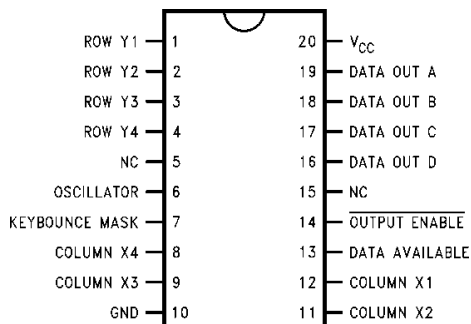 ROW Y1 1 20 VCC
ROW Y2 2 19 DATA OUT A
ROW Y3 3 18 DATA OUT B
ROW Y4 4 17 DATA OUT C
NC 5 16 DATA OUT D
OSCILLATOR 6 15 NC
KEYBOUNCE MASK 7 14 OUTPUT ENABLE
COLUMN X4 8 13 DATA AVAILABLE
COLUMN X3 9 12 COLUMN X1
GND 10 11 COLUMN X2